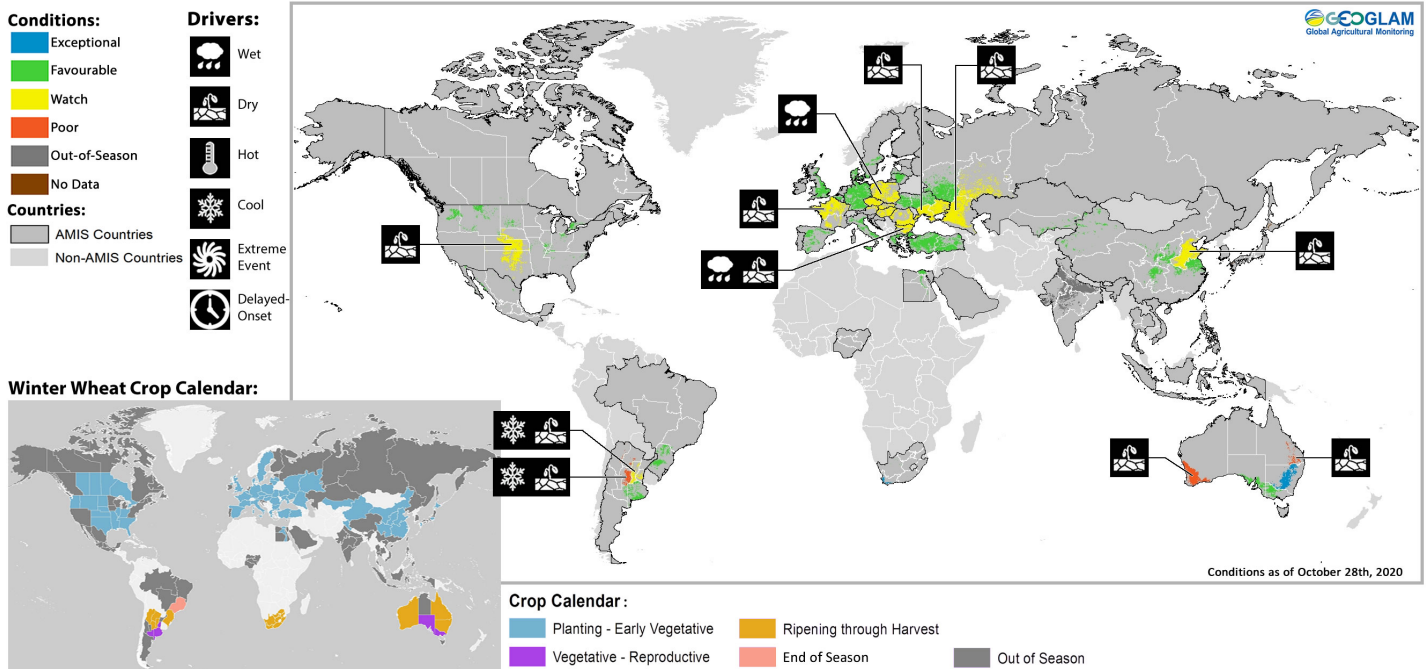 Conditions:
Exceptional
Favourable
Watch
Poor
Out-of-Season
No Data
Countries:
AMIS Countries
Non-AMIS Countries
Drivers:
Wet
Dry
Hot
Cool
Extreme
Event
Delayed-
Onset
GEOGLAM
Global Agricultural Monitoring
Winter Wheat Crop Calendar:
Conditions as of October 28th, 2020
Crop Calendar :
Planting - Early Vegetative
Ripening through Harvest
Vegetative - Reproductive
End of Season
Out of Season